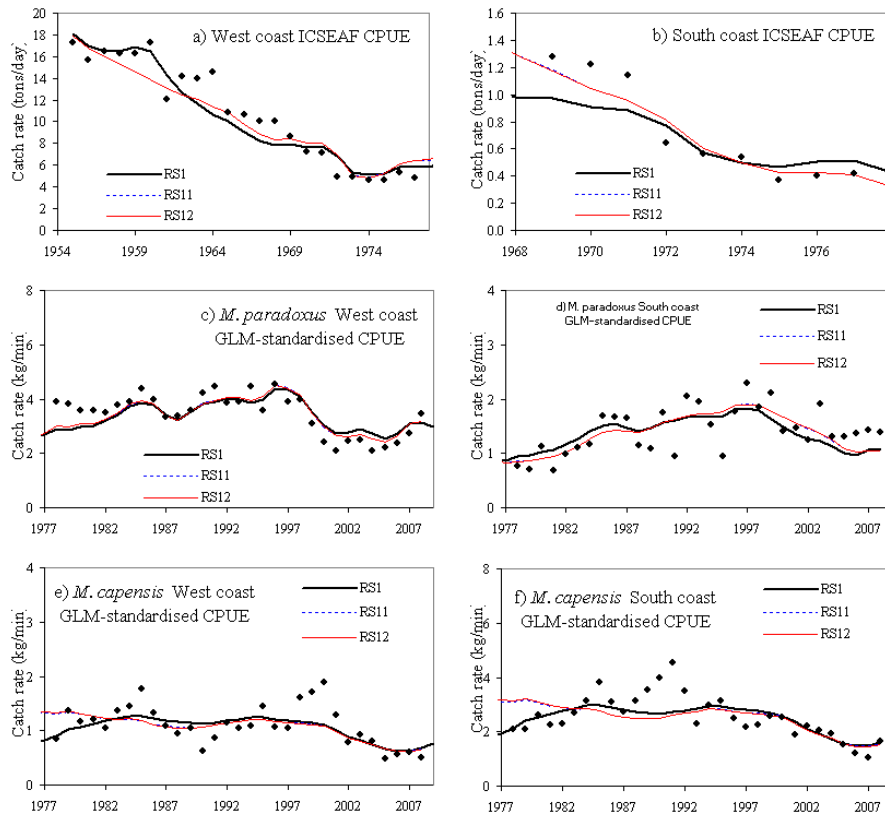 20
18
16
14
12
10
8
6
4
2
0
Catch rate (tons/day)
a) West coast ICSEAF CPUE
RS1
RS11
RS12
1954
1959
1964
1969
1974
1.6
1.4
1.2
1.0
0.8
0.6
0.4
0.2
0.0
Catch rate (tons/day)
b) South coast ICSEAF CPUE
RS1
RS11
RS12
1968
1970
1972
1974
1976
8
6
4
2
0
Catch rate (kg/min)
c) M. paradoxus West coast
GLM-standardised CPUE
RS1
RS11
RS12
1977
1982
1987
1992
1997
2002
2007
4
3
2
1
0
Catch rate (kg/min)
d) M. paradoxus South coast
GLM-standardised CPUE
RS1
RS11
RS12
1977
1982
1987
1992
1997
2002
2007
4
3
2
1
0
Catch rate (kg/min)
e) M. capensis West coast
GLM-standardised CPUE
RS1
RS11
RS12
1977
1982
1987
1992
1997
2002
2007
8
6
4
2
0
Catch rate (kg/min)
f) M. capensis South coast
GLM-standardised CPUE
RS1
RS11
RS12
1977
1982
1987
1992
1997
2002
2007